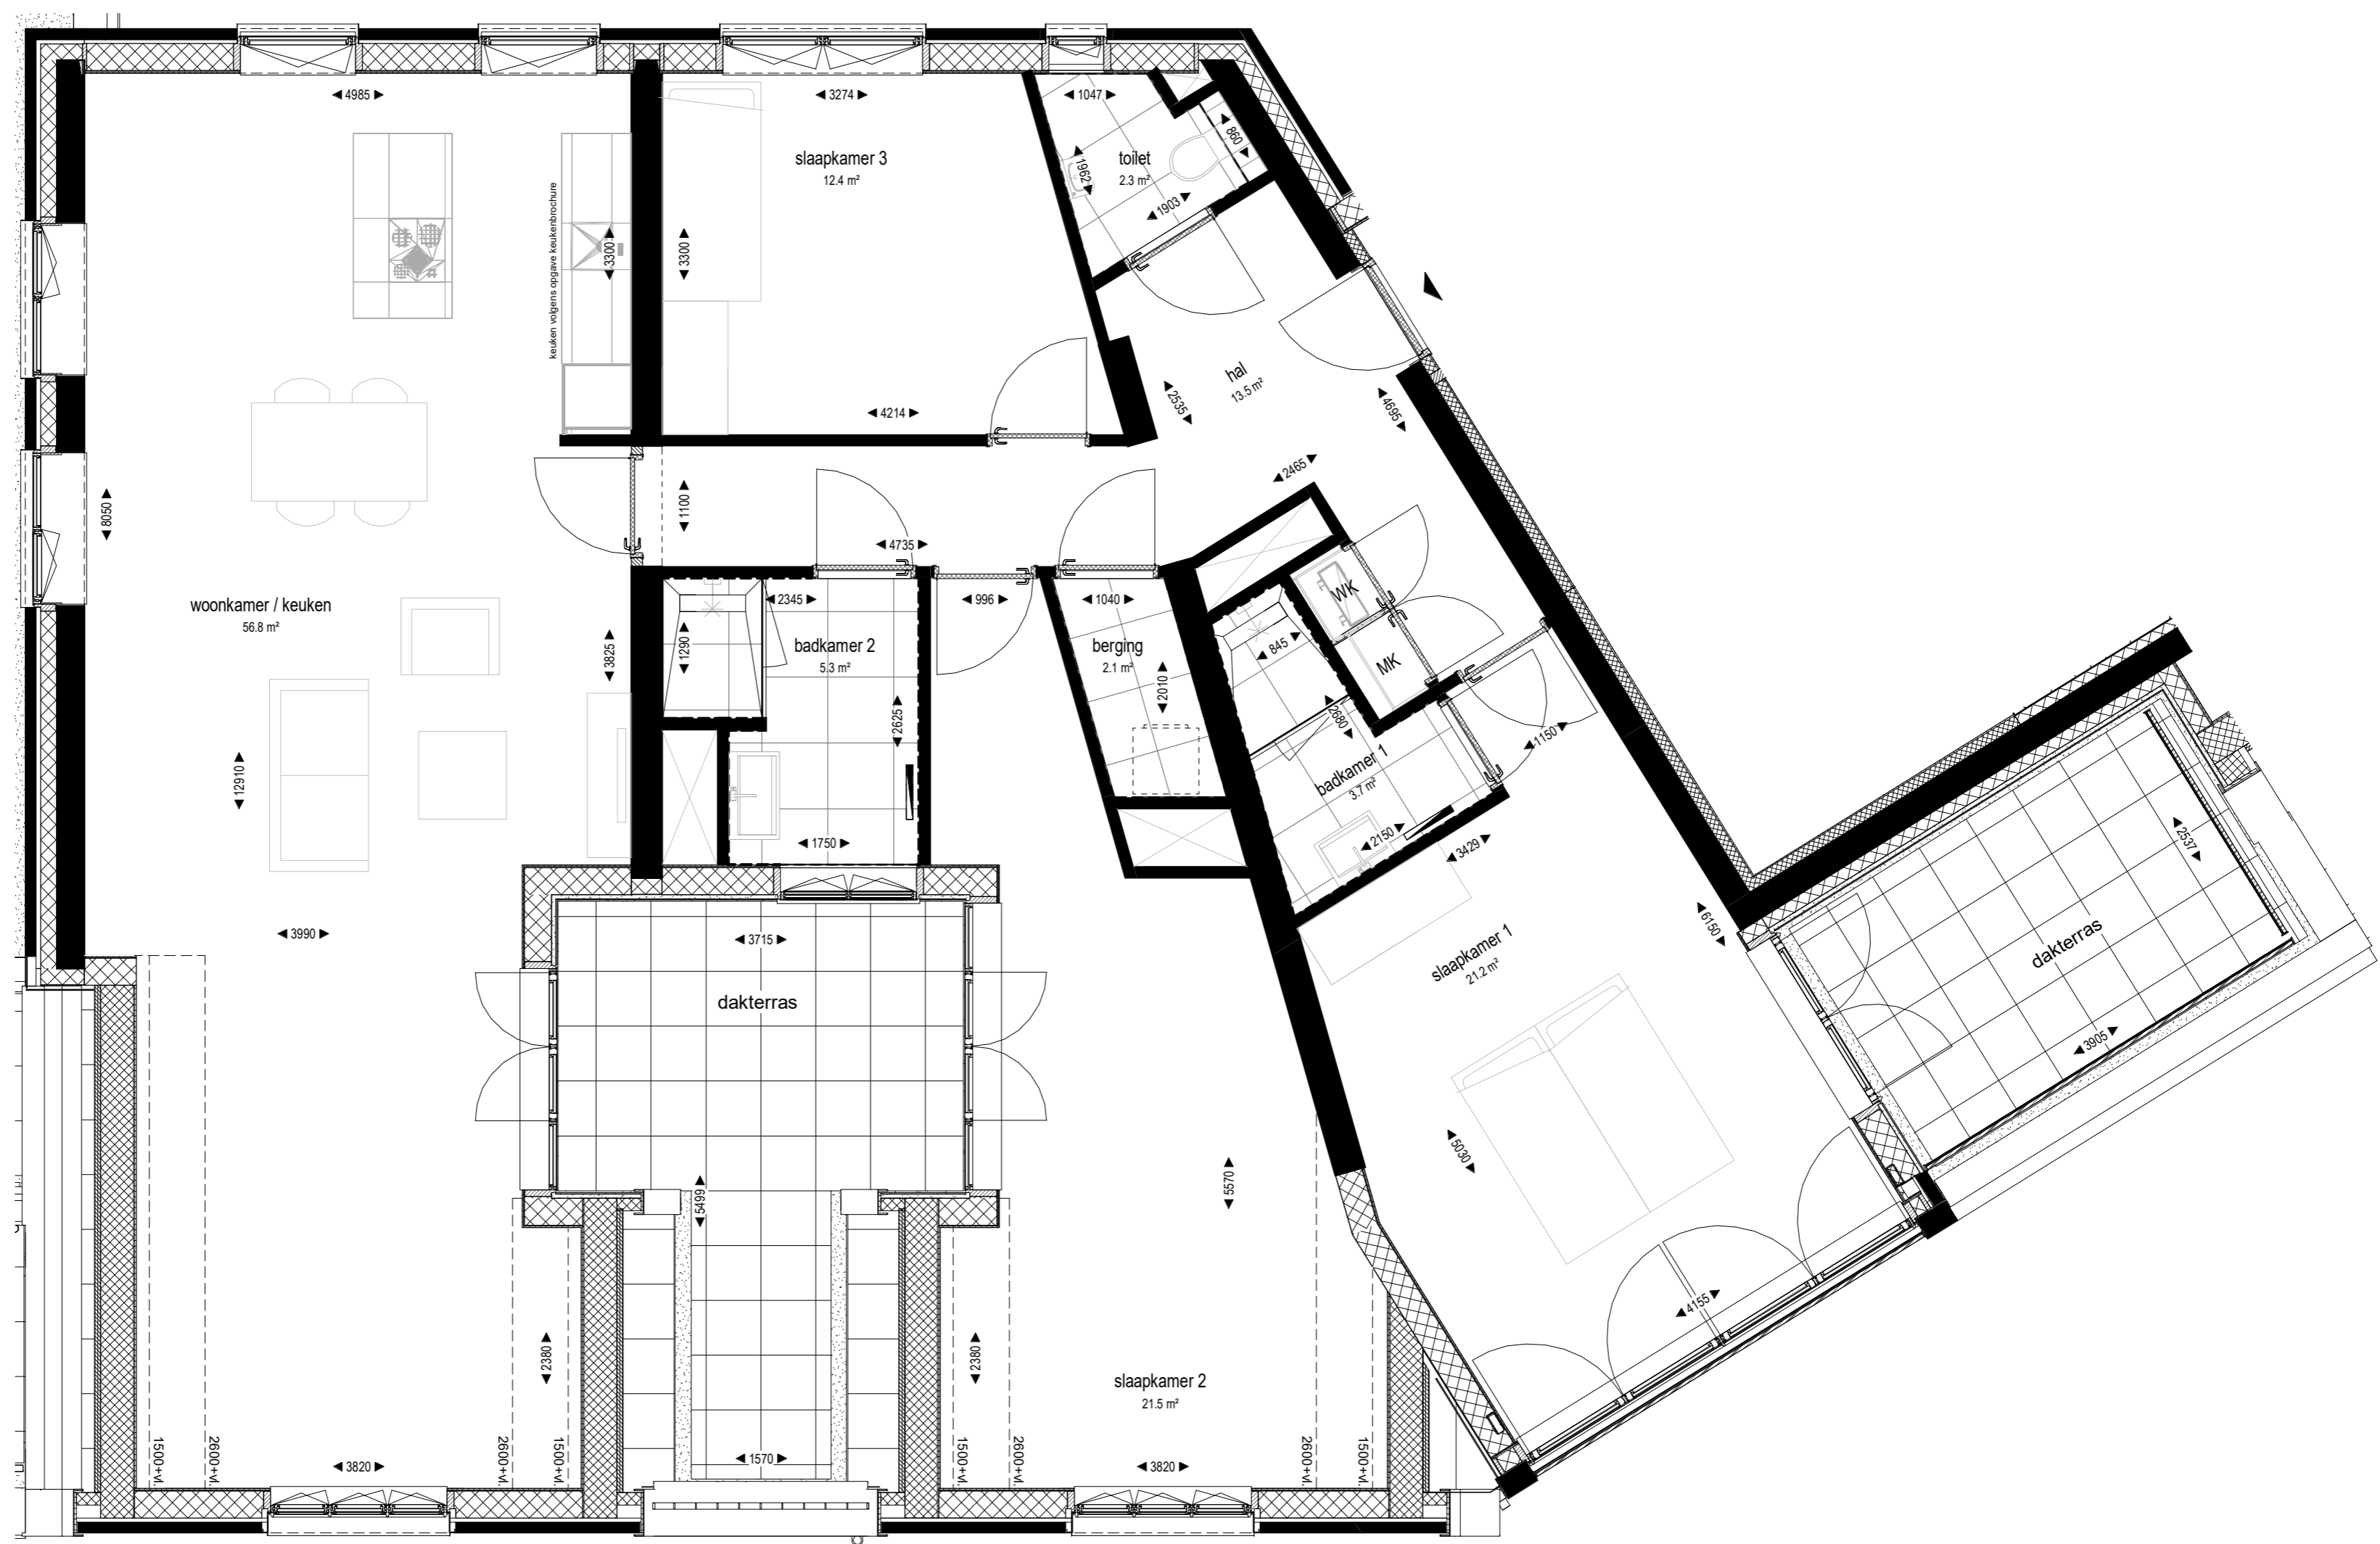 4985
3274
1047
860
slaapkamer 3
12.4 m²
toilet
2.3 m²
1962
1903
keuken volgens opgave keukenbrochure
3300
3300
hal
13.5 m²
4214
2535
4695
2465
8050
1100
4735
woonkamer / keuken
56.8 m²
2345
996
1040
WK
3825
1290
badkamer 2
5.3 m²
berging
2.1 m²
845
MK
2010
2625
2680
1150
badkamer 1
3.7 m²
12910
1750
2150
3429
2537
3990
3715
6150
slaapkamer 1
21.2 m²
dakterras
dakterras
3905
5030
5499
5570
4155
2380
2380
slaapkamer 2
21.5 m²
1500+vl.
2600+vl.
2600+vl.
1500+vl.
1500+vl.
2600+vl.
2600+vl.
1500+vl.
3820
1570
3820